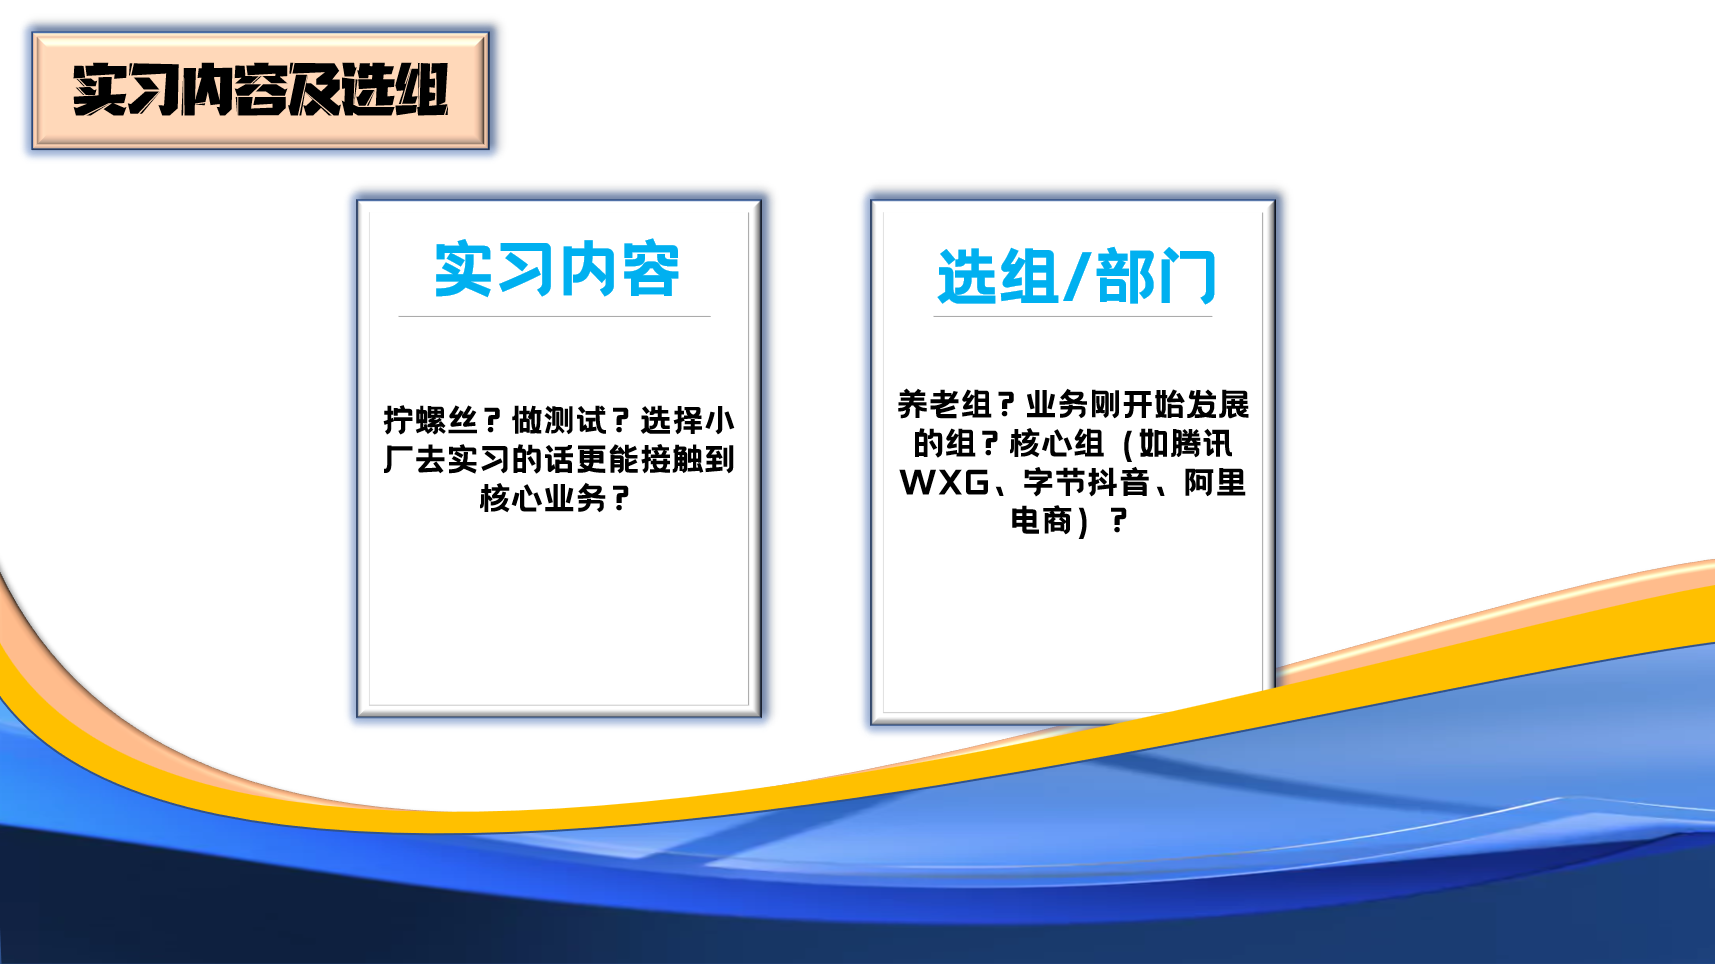 实习内容及选组
实习内容
拧螺丝？做测试？选择小
厂去实习的话更能接触到
核心业务？
选组/部门
养老组？业务刚开始发展
的组？核心组（如腾讯
WXG、字节抖音、阿里
电商）？